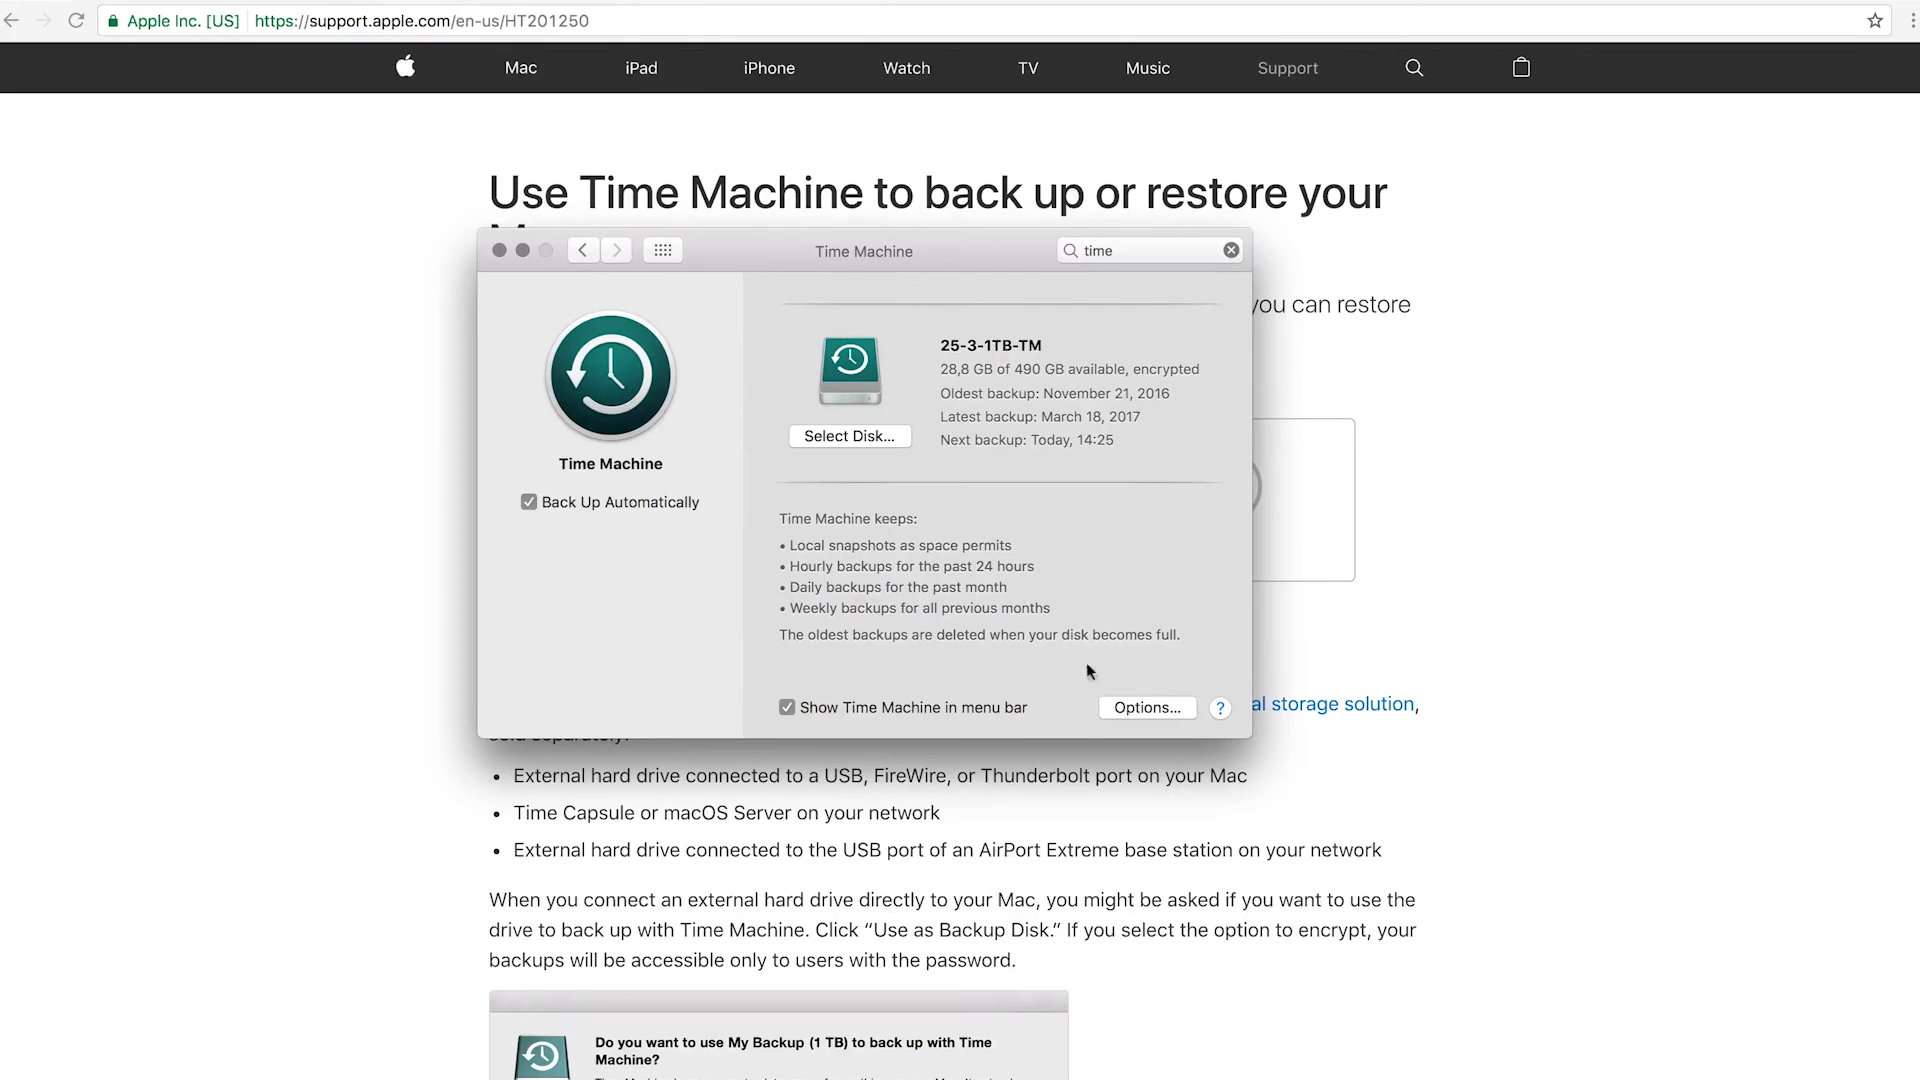 Apple Inc. [US] https://support.apple.com/en-us/HT201250
Mac iPad iPhone Watch TV Music Support
Use Time Machine to back up or restore your
Time Machine
time
you can restore
25-3-1TB-TM
28,8 GB of 490 GB available, encrypted
Oldest backup: November 21, 2016
Latest backup: March 18, 2017
Next backup: Today, 14:25
Select Disk...
Time Machine
Back Up Automatically
Time Machine keeps:
• Local snapshots as space permits
• Hourly backups for the past 24 hours
• Daily backups for the past month
• Weekly backups for all previous months
The oldest backups are deleted when your disk becomes full.
Show Time Machine in menu bar
Options...
?
al storage solution,
• External hard drive connected to a USB, FireWire, or Thunderbolt port on your Mac
• Time Capsule or macOS Server on your network
• External hard drive connected to the USB port of an AirPort Extreme base station on your network
When you connect an external hard drive directly to your Mac, you might be asked if you want to use the
drive to back up with Time Machine. Click “Use as Backup Disk.” If you select the option to encrypt, your
backups will be accessible only to users with the password.
Do you want to use My Backup (1 TB) to back up with Time
Machine?